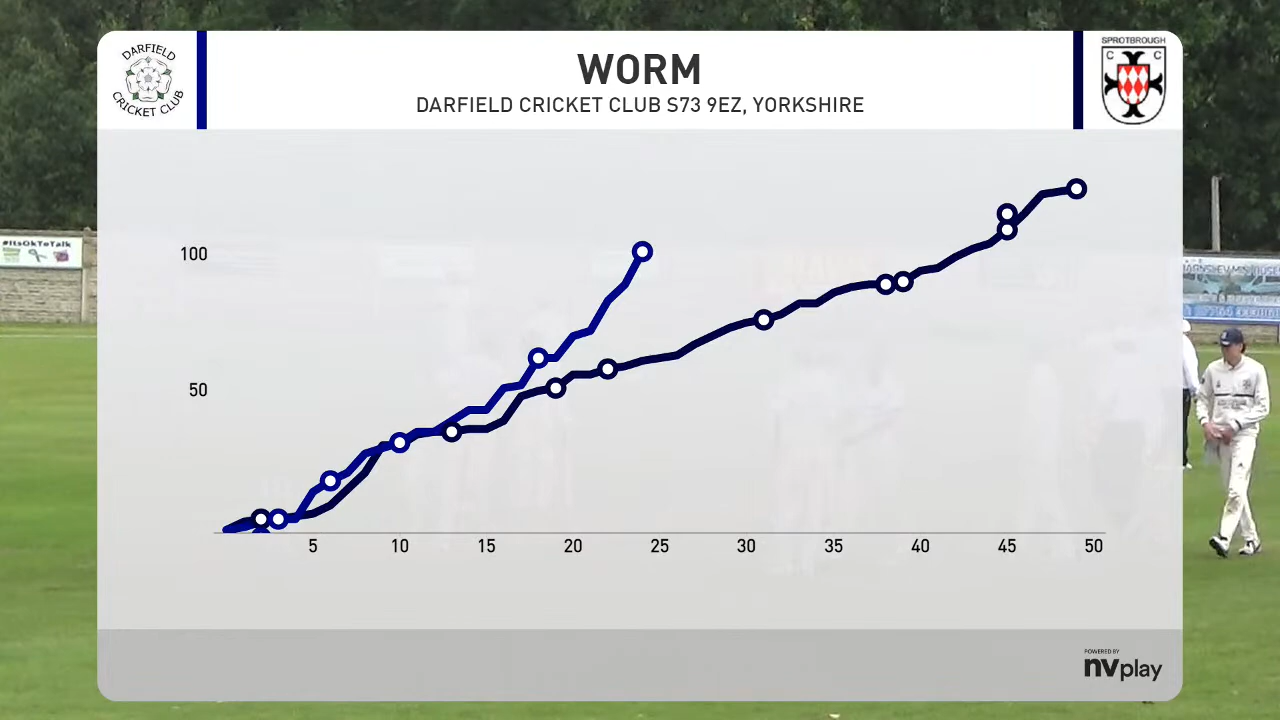 DARFIELD
CRICKET CLUB
WORM
DARFIELD CRICKET CLUB S73 9EZ, YORKSHIRE
SPROTBROUGH
C C
#ItsOkToTalk
100
50
5 10 15 20 25 30 35 40 45 50
POWERED BY
nvplay